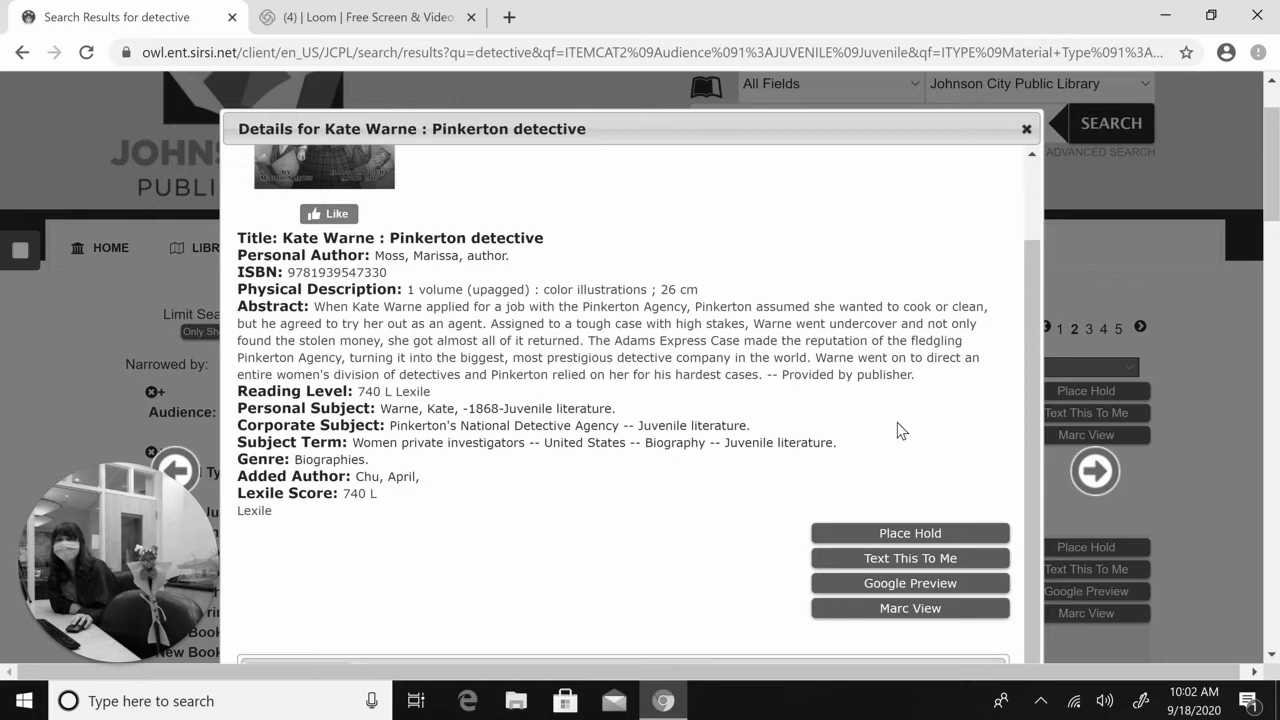 Search Results for detective
(4) | Loom | Free Screen & Video
owl.ent.sirsi.net/client/en_US/JCPL/search/results?qu=detective&qf=ITEMCAT2%09Audience%091%3AJUVENILE%09Juvenile&qf=ITYPE%09Material+Type%091%3A...
All Fields
Johnson City Public Library
SEARCH
ADVANCED SEARCH
JOHNS
PUBLI
HOME
LIBR
Details for Kate Warne : Pinkerton detective
Like
Title: Kate Warne : Pinkerton detective
Personal Author: Moss, Marissa, author.
ISBN: 9781939547330
Physical Description: 1 volume (upagged) : color illustrations ; 26 cm
Abstract: When Kate Warne applied for a job with the Pinkerton Agency, Pinkerton assumed she wanted to cook or clean,
but he agreed to try her out as an agent. Assigned to a tough case with high stakes, Warne went undercover and not only
found the stolen money, she got almost all of it returned. The Adams Express Case made the reputation of the fledgling
Pinkerton Agency, turning it into the biggest, most prestigious detective company in the world. Warne went on to direct an
entire women's division of detectives and Pinkerton relied on her for his hardest cases. -- Provided by publisher.
Reading Level: 740 L Lexile
Personal Subject: Warne, Kate, -1868-Juvenile literature.
Corporate Subject: Pinkerton's National Detective Agency -- Juvenile literature.
Subject Term: Women private investigators -- United States -- Biography -- Juvenile literature.
Genre: Biographies.
Added Author: Chu, April,
Lexile Score: 740 L
Lexile
Place Hold
Text This To Me
Google Preview
Marc View
Limit Sea
Only Sh
Narrowed by:
Audience:
New Book
1 2 3 4 5
Place Hold
Text This To Me
Marc View
Place Hold
Text This To Me
Google Preview
Marc View
Type here to search
10:02 AM
9/18/2020
1